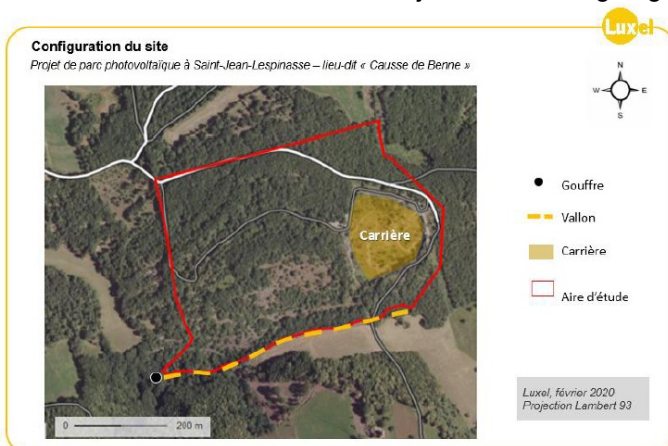 Luxel
Configuration du site
Projet de parc photovoltaïque à Saint-Jean-Lespinasse – lieu-dit « Causse de Benne »
N
W E
S
Gouffre
Vallon
Carrière
Carrière
Aire d'étude
Luxel, février 2020
Projection Lambert 93
0 200 m